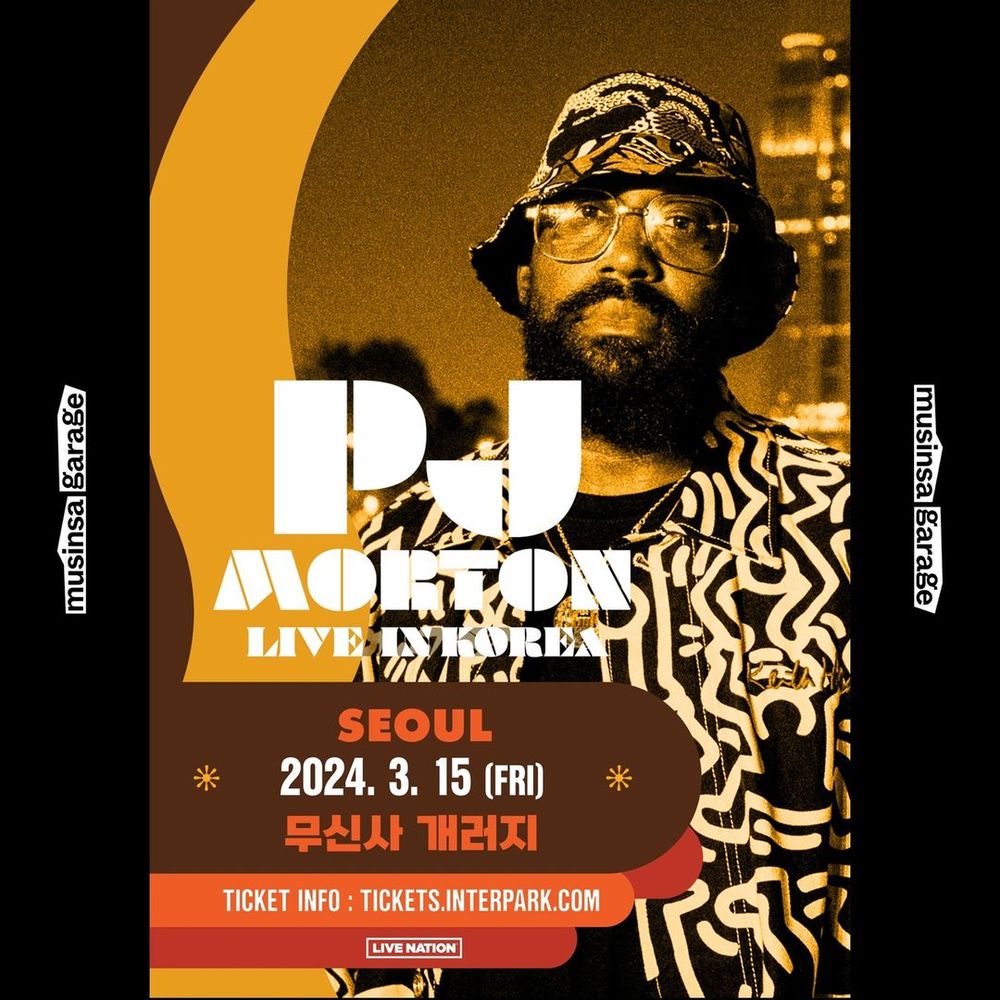 PJ
MORTON
LIVE IN KOREA
SEOUL
2024. 3. 15 (FRI)
무신사 개러지
TICKET INFO : TICKETS.INTERPARK.COM
LIVE NATION
musinsa garage
musinsa garage